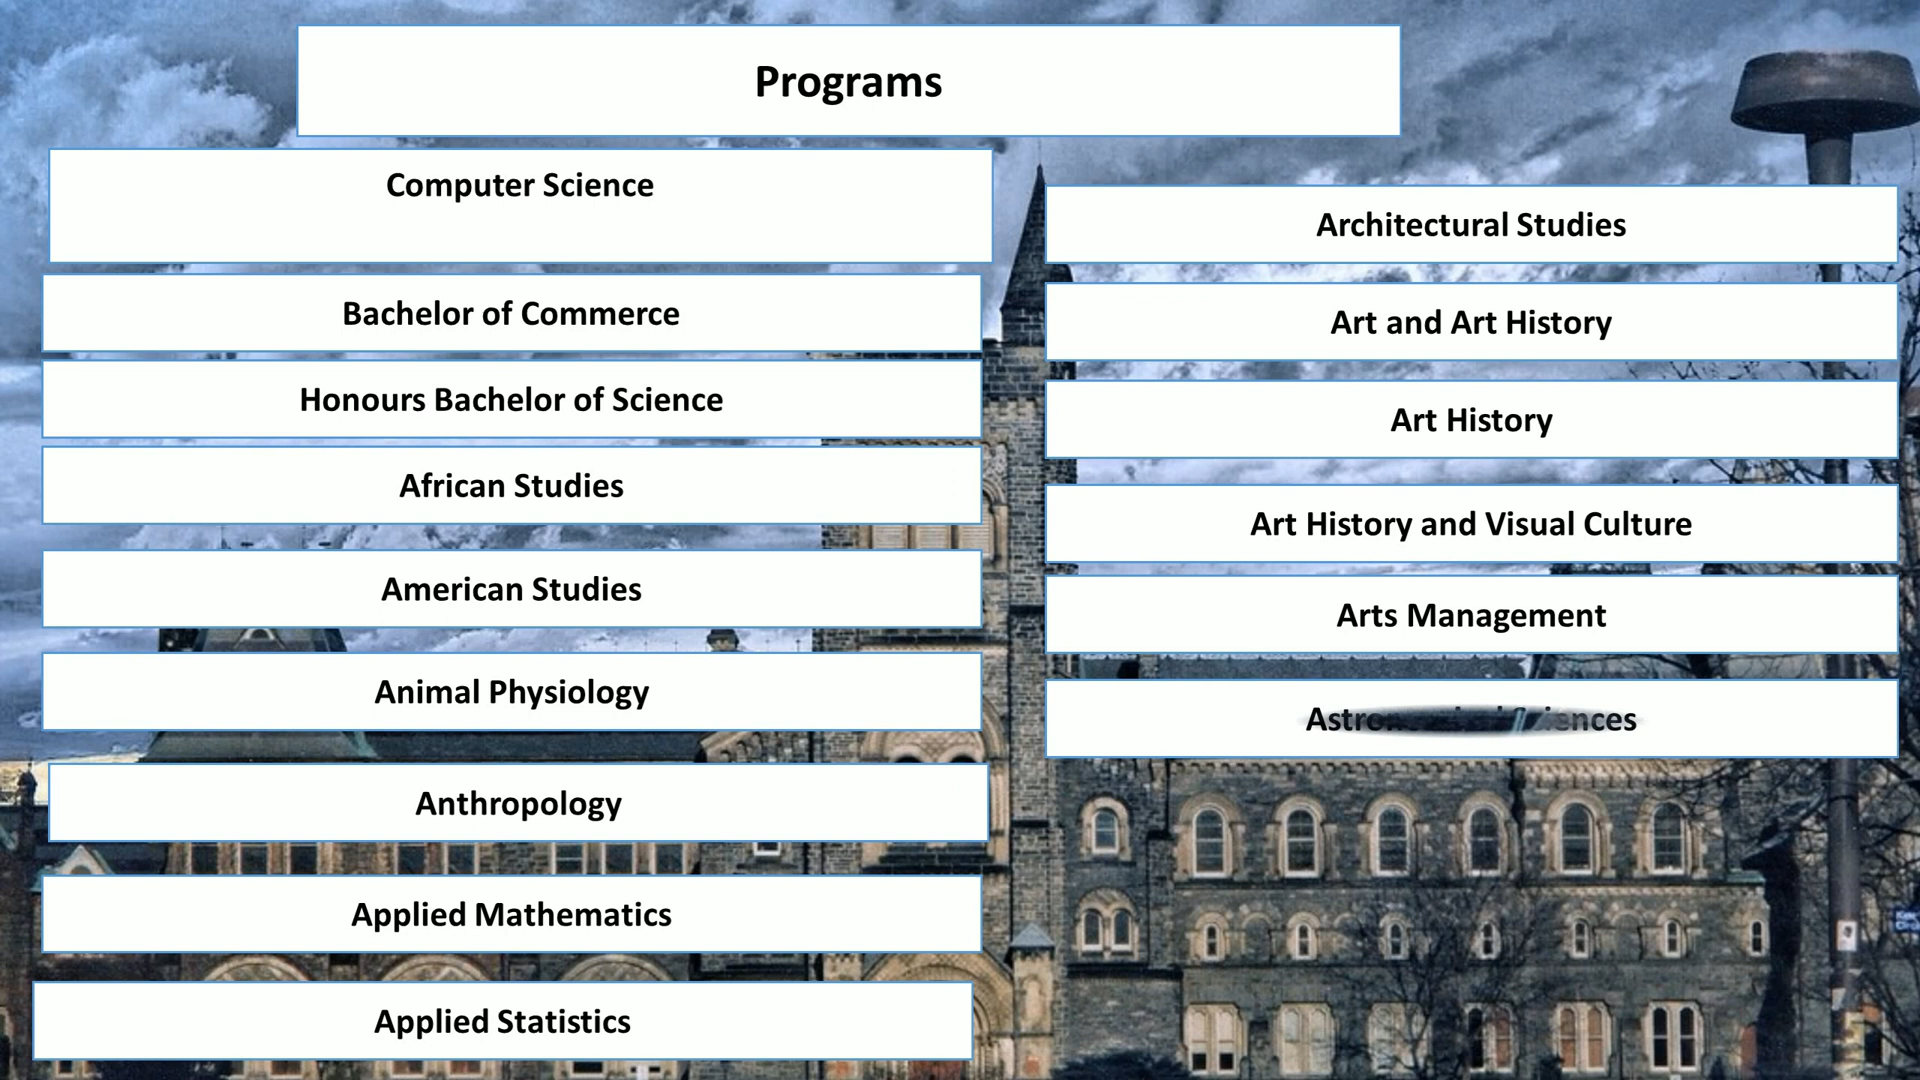 Programs
Computer Science
Bachelor of Commerce
Honours Bachelor of Science
African Studies
American Studies
Animal Physiology
Anthropology
Applied Mathematics
Applied Statistics
Architectural Studies
Art and Art History
Art History
Art History and Visual Culture
Arts Management